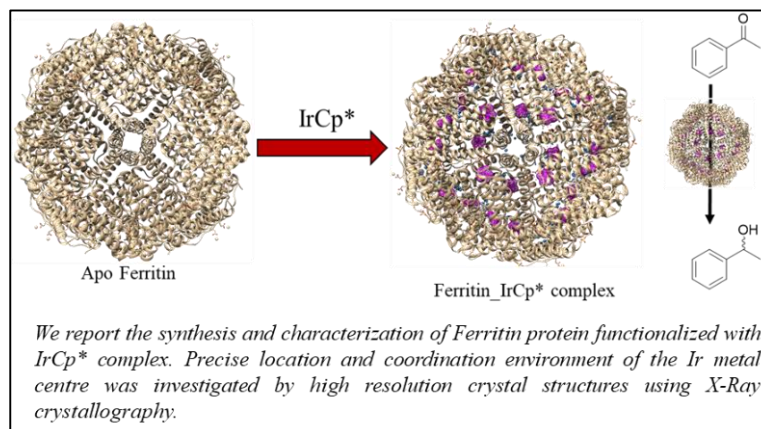 O
IrCp*
OH
Apo Ferritin
Ferritin_IrCp* complex
We report the synthesis and characterization of Ferritin protein functionalized with
IrCp* complex. Precise location and coordination environment of the Ir metal
centre was investigated by high resolution crystal structures using X-Ray
crystallography.